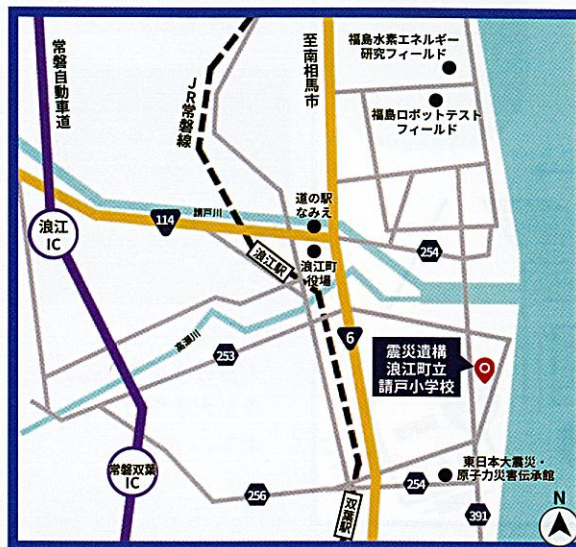 常磐自動車道
JR常磐線
至南相馬市
福島水素エネルギー
研究フィールド
福島ロボットテスト
フィールド
請戸川
道の駅
なみえ
114
浪江
IC
浪江駅
浪江町
役場
254
高瀬川
253
6
震災遺構
浪江町立
請戸小学校
常磐双葉
IC
256
双葉駅
254
東日本大震災・
原子力災害伝承館
391
N